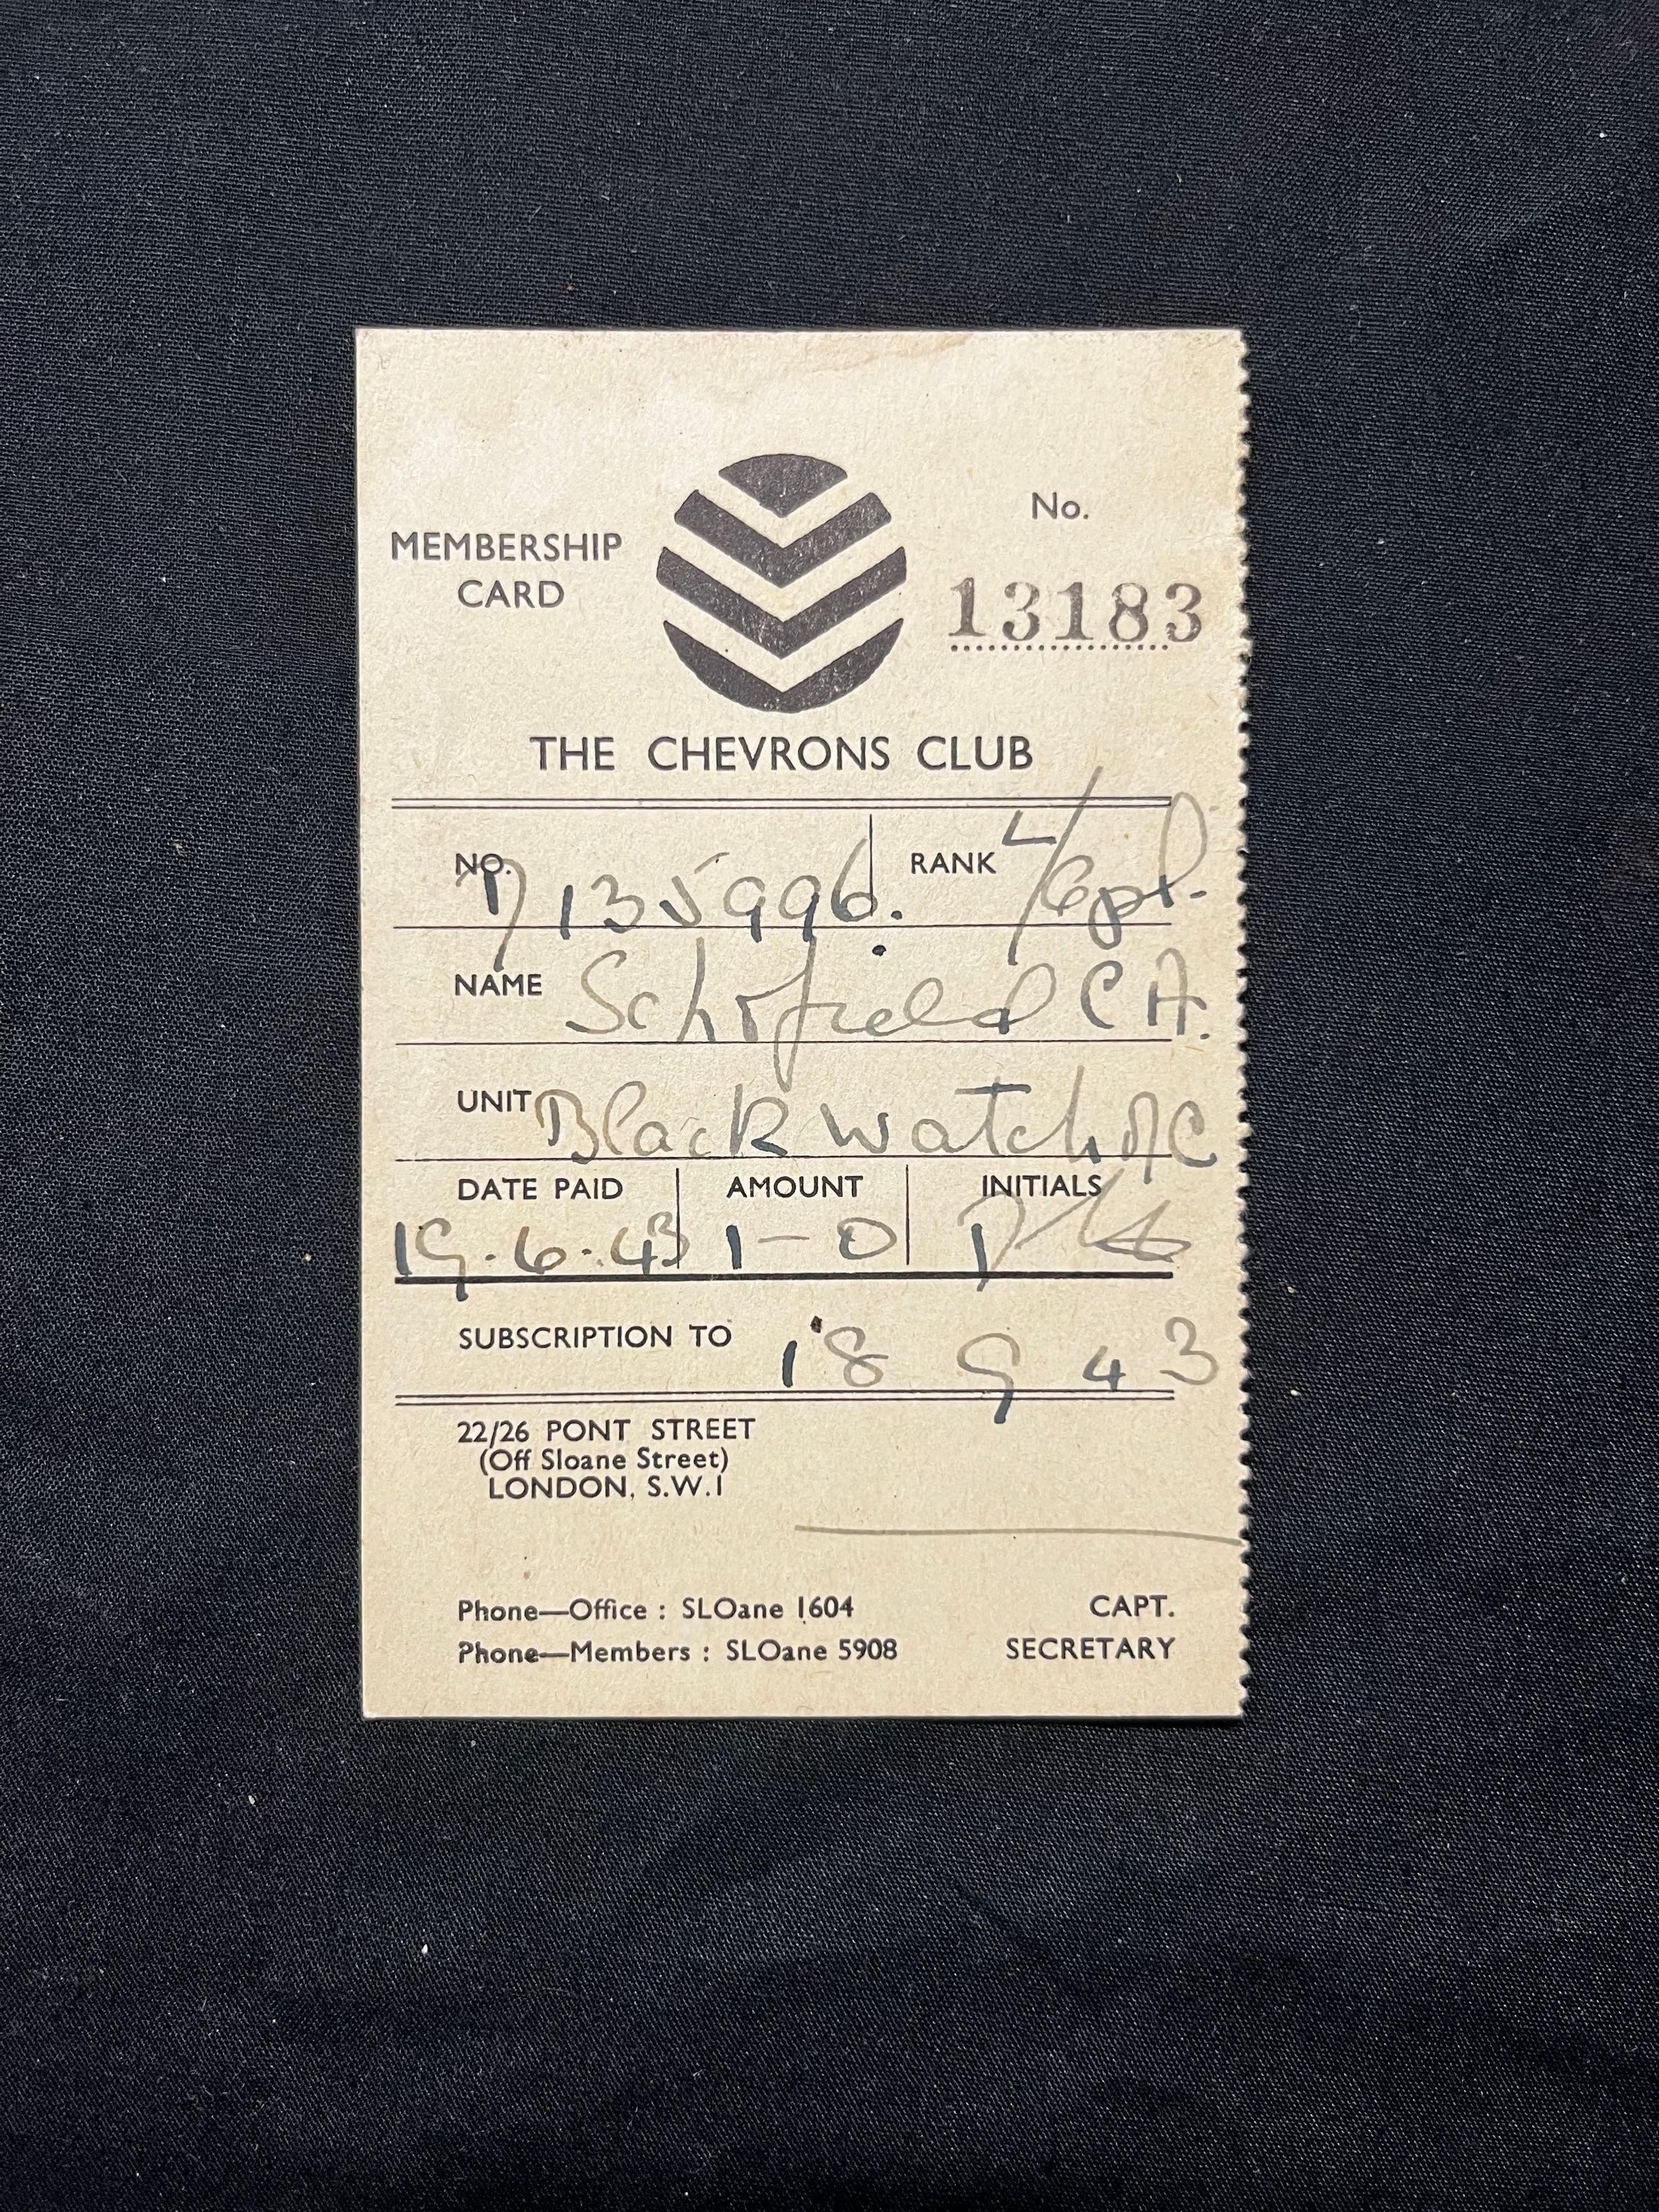 MEMBERSHIP
CARD
No.
13183
THE CHEVRONS CLUB
NO. D 135996. RANK L/Cpl.
NAME Schofield C A.
UNIT Black Watch of C
DATE PAID AMOUNT INITIALS
19.6.43 1-0
SUBSCRIPTION TO 18 9 43
22/26 PONT STREET
(Off Sloane Street)
LONDON, S.W.1
Phone—Office : SLOane 1604
Phone—Members : SLOane 5908
CAPT.
SECRETARY